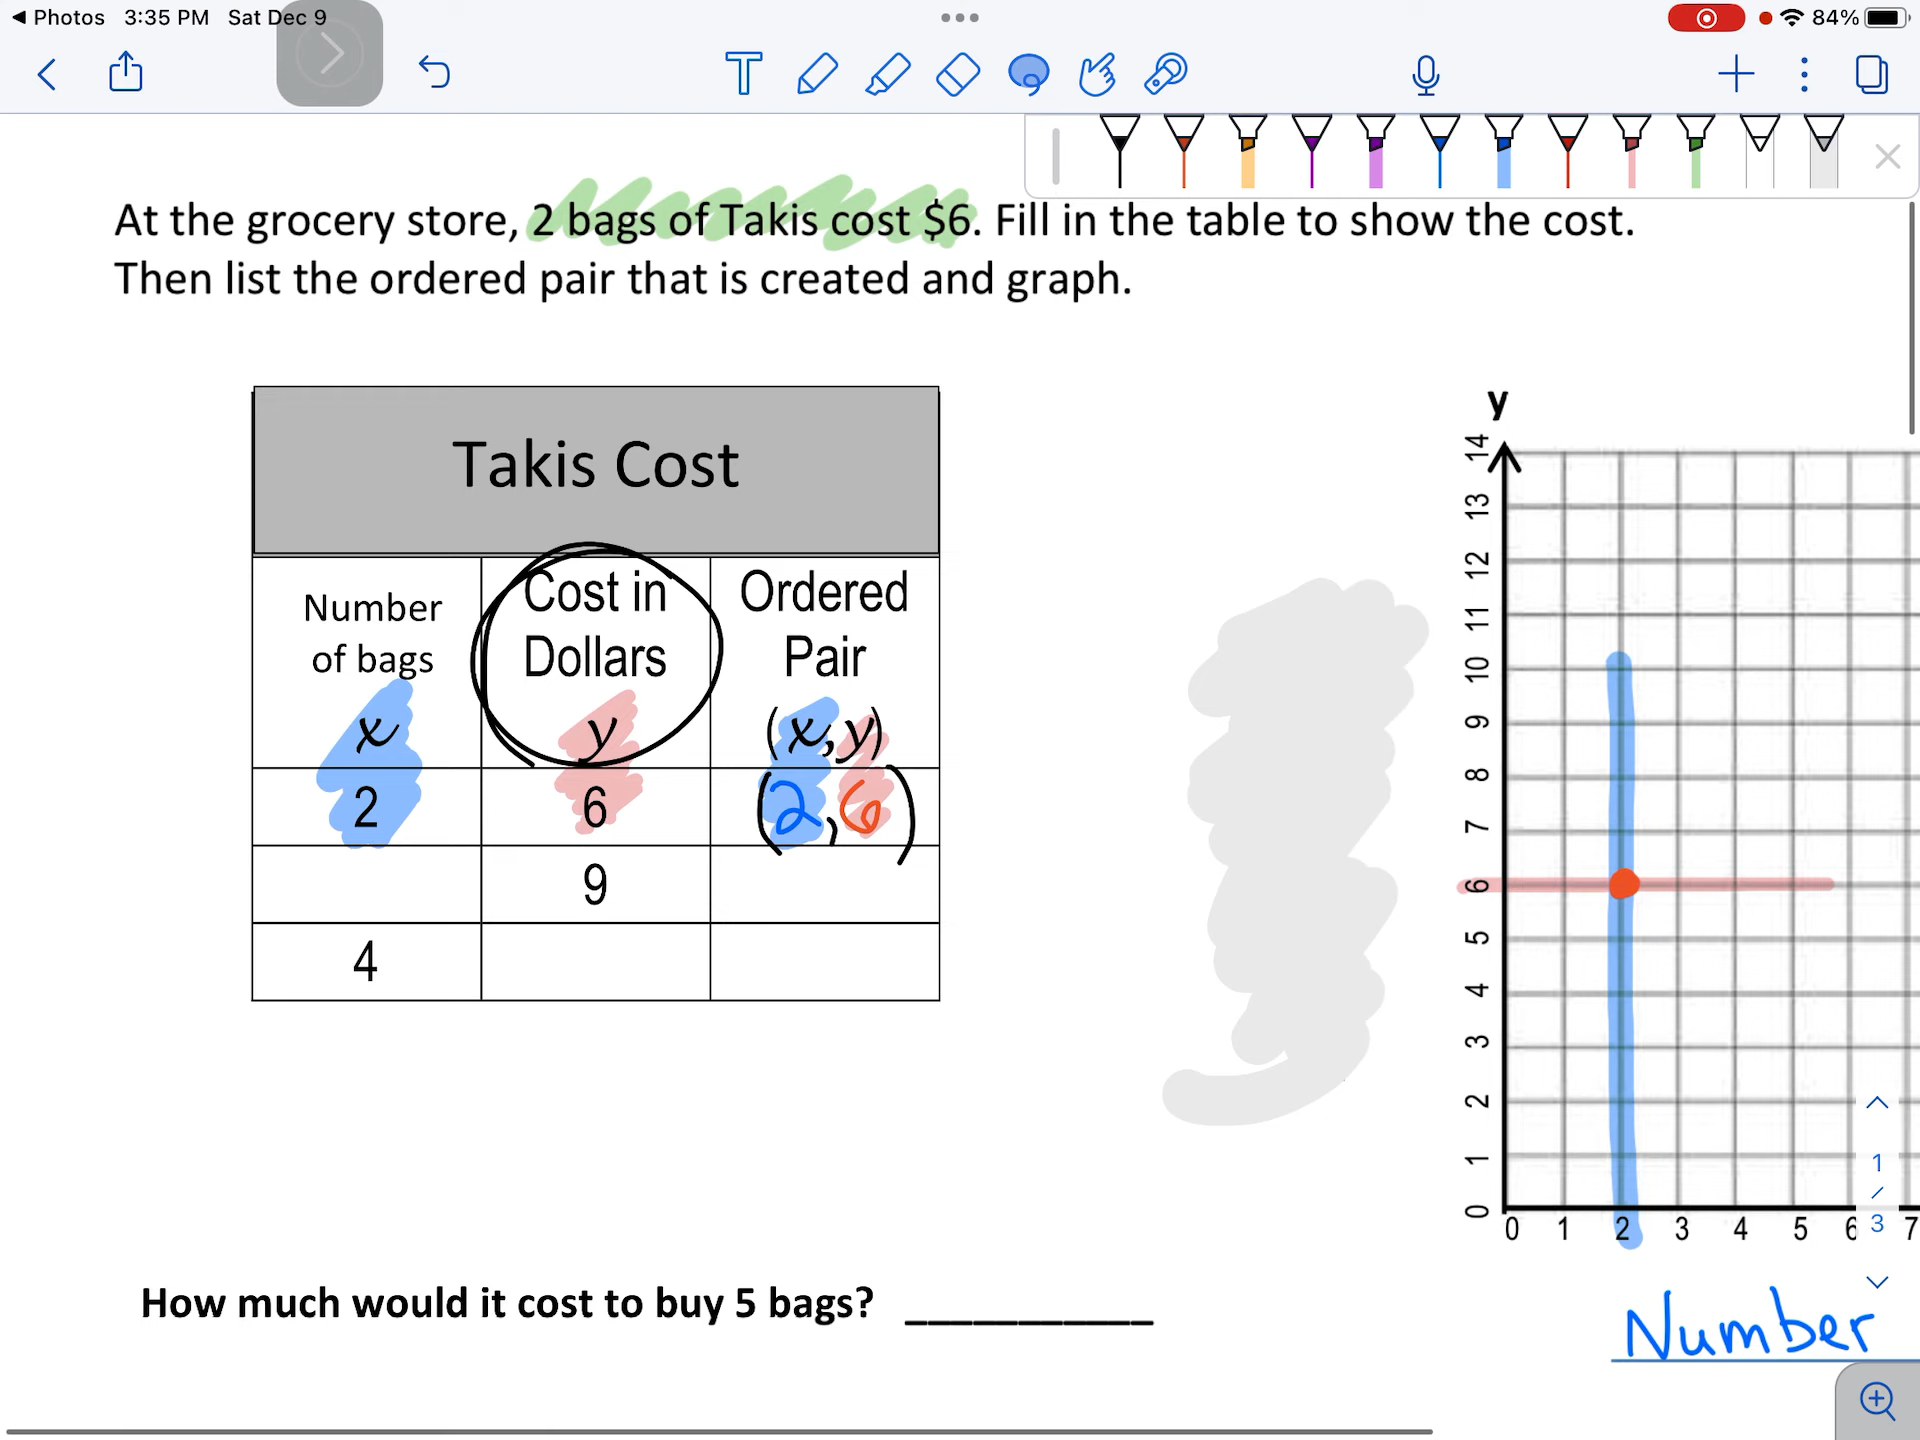 ◀ Photos 3:35 PM Sat Dec 9
84%
T
At the grocery store, 2 bags of Takis cost $6. Fill in the table to show the cost.
Then list the ordered pair that is created and graph.
Takis Cost
Number of bags
x
Cost in Dollars
y
Ordered Pair
(x,y)
2 6 (2,6)
9
4
y
14
13
12
11
10
9
8
7
6
5
4
3
2
1
0
0 1 2 3 4 5 6 7
1
/
3
How much would it cost to buy 5 bags? ___________
Number